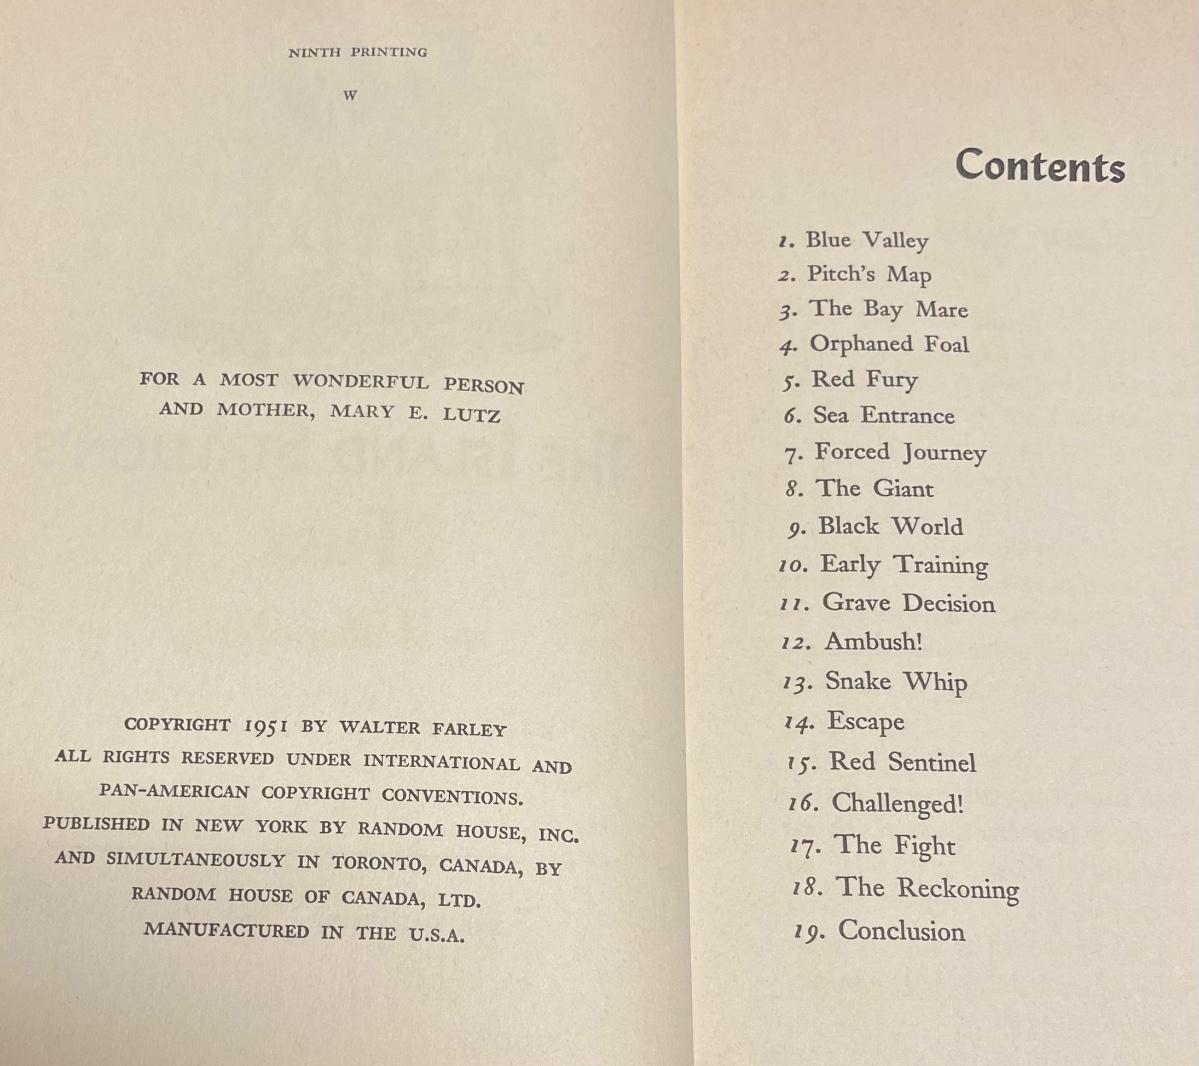 NINTH PRINTING
W
FOR A MOST WONDERFUL PERSON
AND MOTHER, MARY E. LUTZ
COPYRIGHT 1951 BY WALTER FARLEY
ALL RIGHTS RESERVED UNDER INTERNATIONAL AND
PAN-AMERICAN COPYRIGHT CONVENTIONS.
PUBLISHED IN NEW YORK BY RANDOM HOUSE, INC.
AND SIMULTANEOUSLY IN TORONTO, CANADA, BY
RANDOM HOUSE OF CANADA, LTD.
MANUFACTURED IN THE U.S.A.
Contents
1. Blue Valley
2. Pitch's Map
3. The Bay Mare
4. Orphaned Foal
5. Red Fury
6. Sea Entrance
7. Forced Journey
8. The Giant
9. Black World
10. Early Training
11. Grave Decision
12. Ambush!
13. Snake Whip
14. Escape
15. Red Sentinel
16. Challenged!
17. The Fight
18. The Reckoning
19. Conclusion